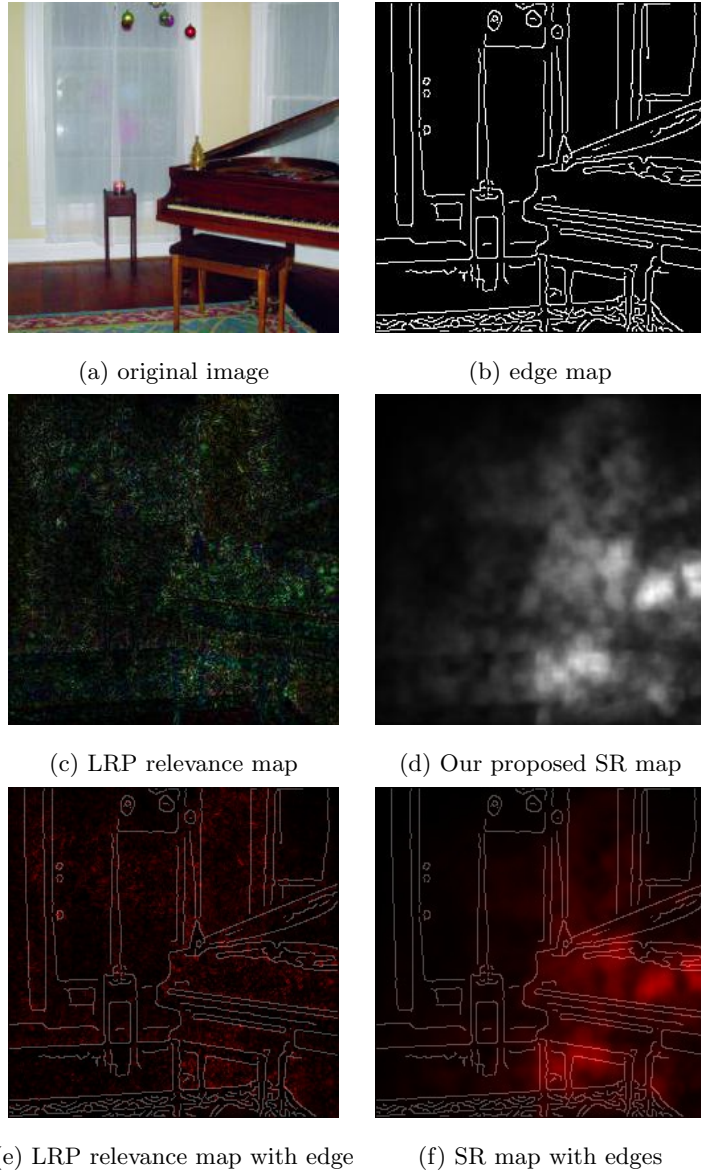 (a) original image
(b) edge map
(c) LRP relevance map
(d) Our proposed SR map
e) LRP relevance map with edge
(f) SR map with edges